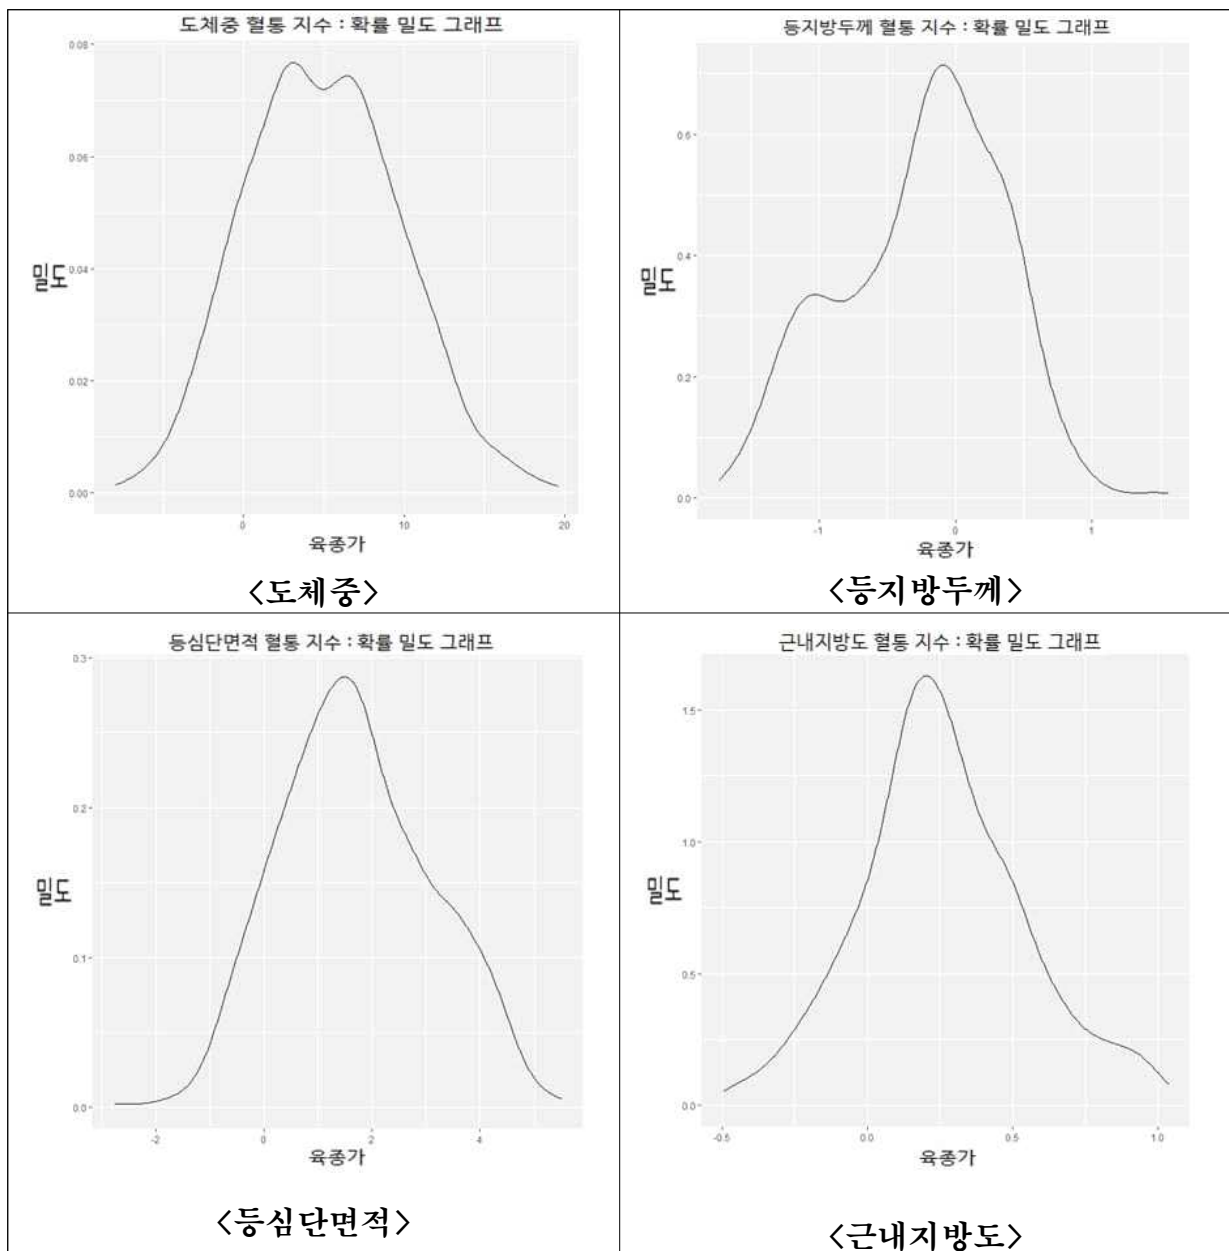 도체중 혈통 지수 : 확률 밀도 그래프
0.08
0.06
0.04
0.02
0.00
밀도
0
10
20
육종가
<도체중>
등지방두께 혈통 지수 : 확률 밀도 그래프
0.6
0.4
0.2
0.0
밀도
-1
0
1
육종가
<등지방두께>
등심단면적 혈통 지수 : 확률 밀도 그래프
0.3
0.2
0.1
0.0
밀도
-2
0
2
4
육종가
<등심단면적>
근내지방도 혈통 지수 : 확률 밀도 그래프
1.5
1.0
0.5
0.0
밀도
-0.5
0.0
0.5
1.0
육종가
<근내지방도>